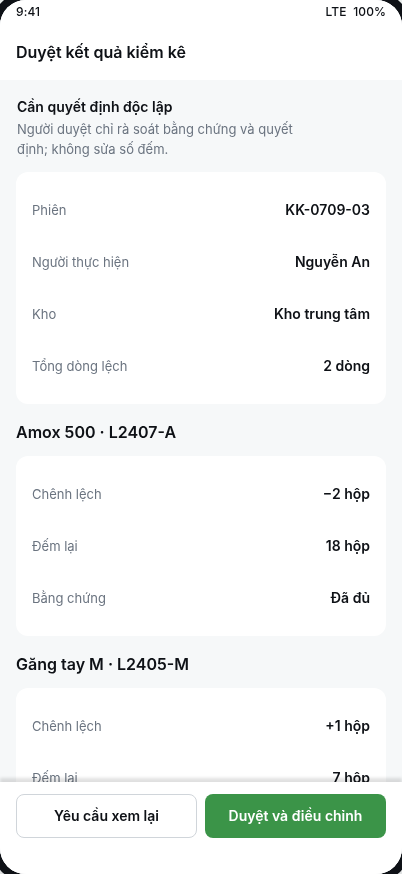 9:41
LTE 100%
Duyệt kết quả kiểm kê
Cần quyết định độc lập
Người duyệt chỉ rà soát bằng chứng và quyết
định; không sửa số đếm.
Phiên KK-0709-03
Người thực hiện Nguyễn An
Kho Kho trung tâm
Tổng dòng lệch 2 dòng
Amox 500 · L2407-A
Chênh lệch −2 hộp
Đếm lại 18 hộp
Bằng chứng Đã đủ
Găng tay M · L2405-M
Chênh lệch +1 hộp
Đếm lại 7 hộp
Yêu cầu xem lại Duyệt và điều chỉnh